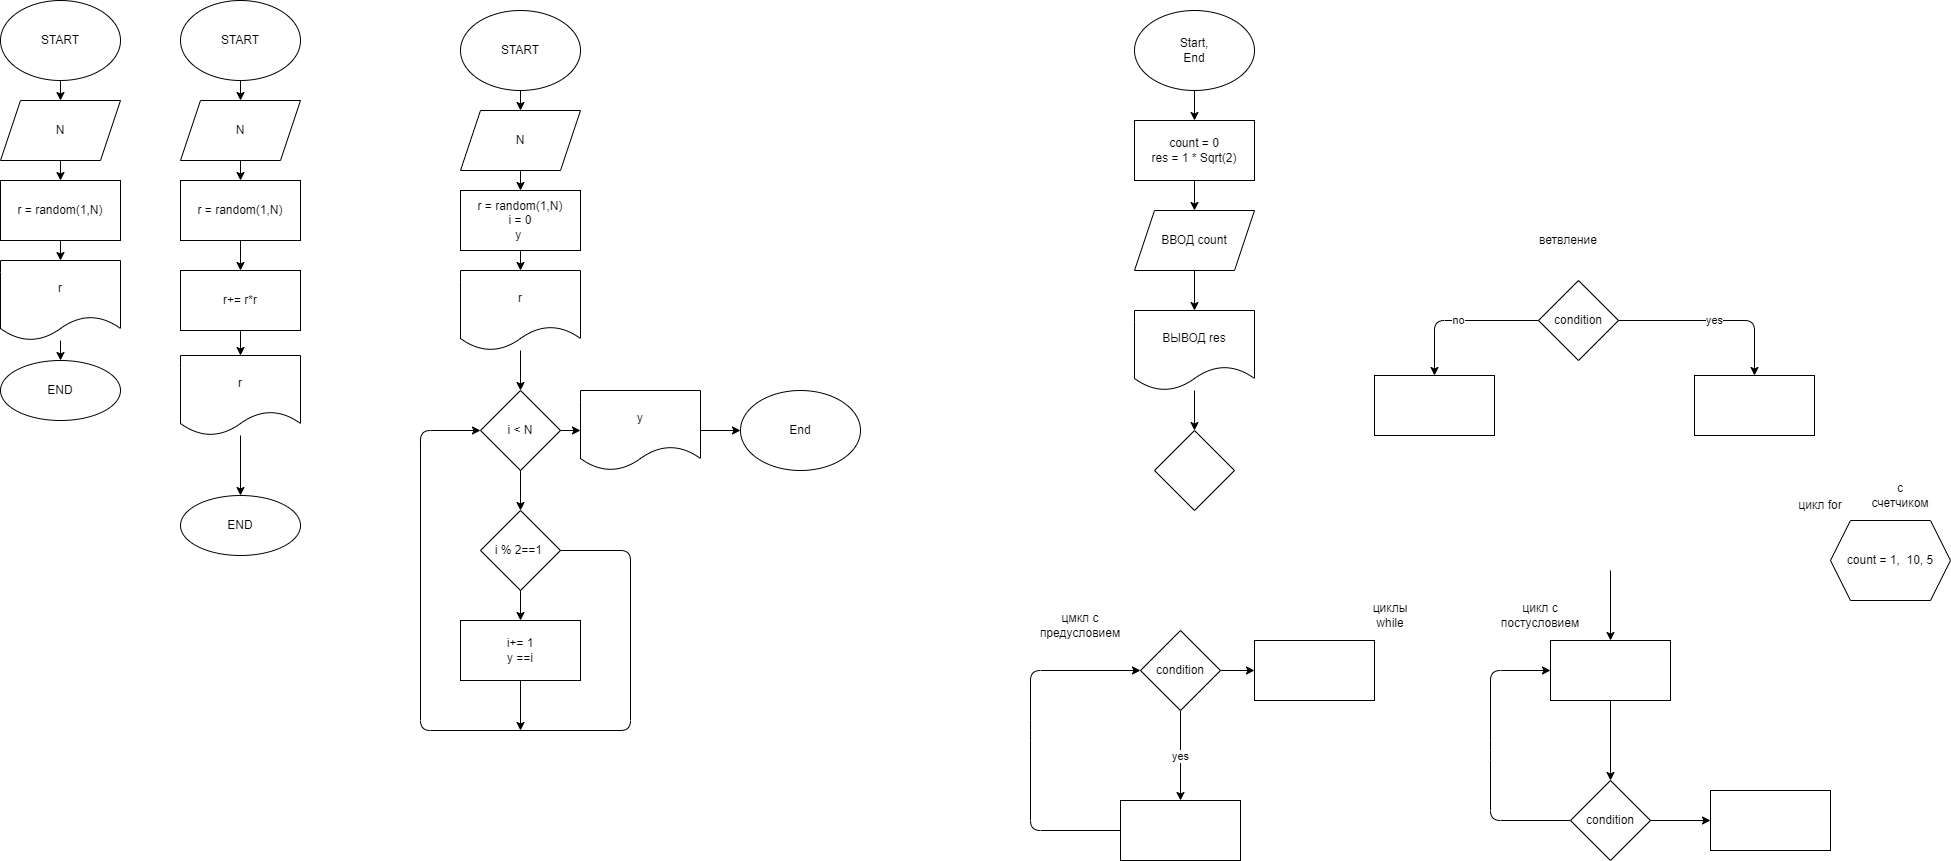 START
N
r = random(1,N)
r
END
START
N
r = random(1,N)
r+= r*r
r
END
START
N
r = random(1,N)
i = 0
y
r
i < N
y
End
i % 2==1
i+= 1
y ==i
Start,
End
count = 0
res = 1 * Sqrt(2)
ВВОД count
ВЫВОД res
ветвление
condition
no
yes
цикл for
с
счетчиком
count = 1,  10, 5
цмкл с
предусловием
condition
yes
циклы
while
цикл с
постусловием
condition